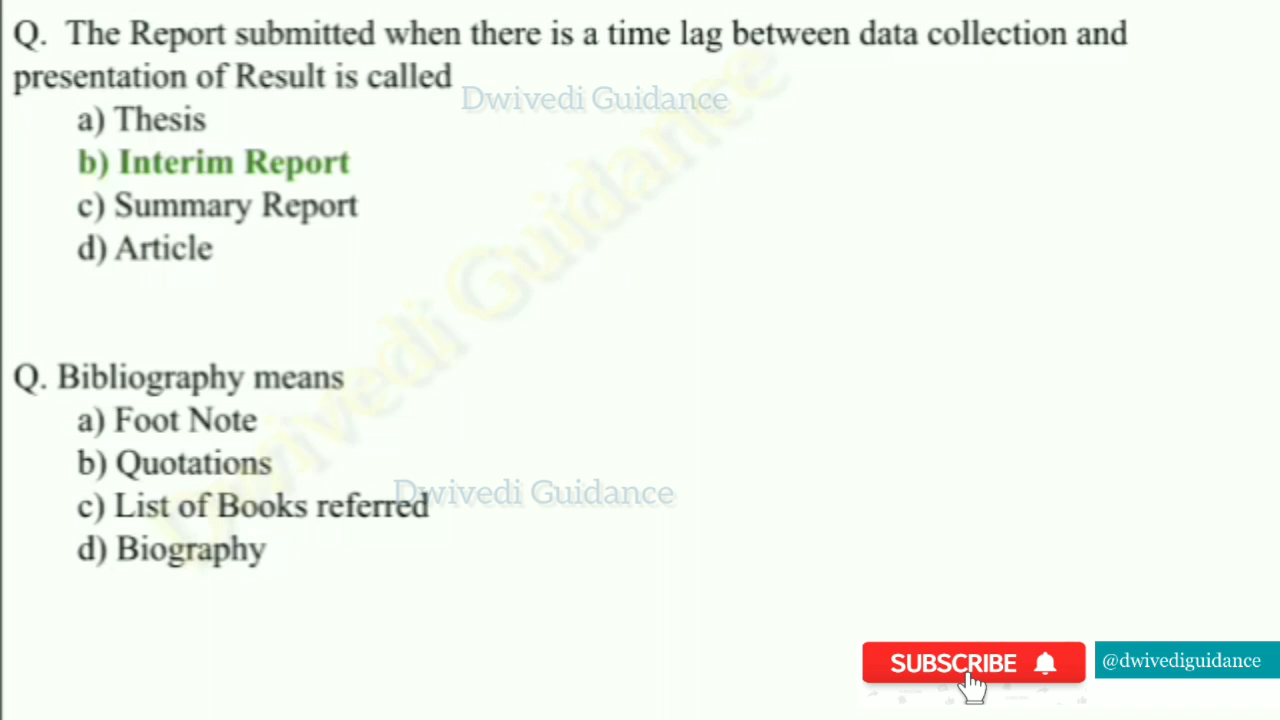 Q. The Report submitted when there is a time lag between data collection and
presentation of Result is called
Dwivedi Guidance
a) Thesis
b) Interim Report
c) Summary Report
d) Article
Dwivedi Guidance
Q. Bibliography means
a) Foot Note
b) Quotations
Dwivedi Guidance
c) List of Books referred
d) Biography
SUBSCRIBE
@dwivediguidance